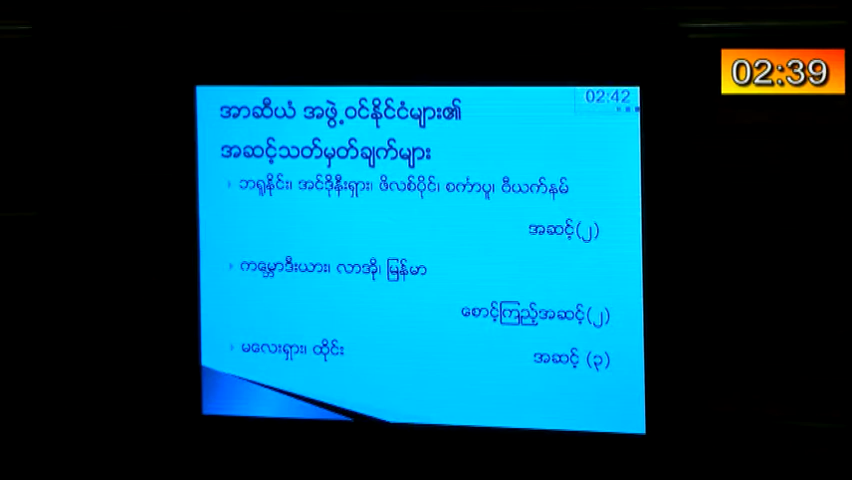 02:39
02:42
အာဆီယံ အဖွဲ့ဝင်နိုင်ငံများ၏
အဆင့်သတ်မှတ်ချက်များ
ဘရူနိုင်း၊ အင်ဒိုနီးရှား၊ ဖိလစ်ပိုင်၊ စင်္ကာပူ၊ ဗီယက်နမ်
အဆင့်(၂)
ကမ္ဘောဒီးယား၊ လာအို၊ မြန်မာ
စောင့်ကြည့်အဆင့်(၂)
မလေးရှား၊ ထိုင်း အဆင့် (၃)